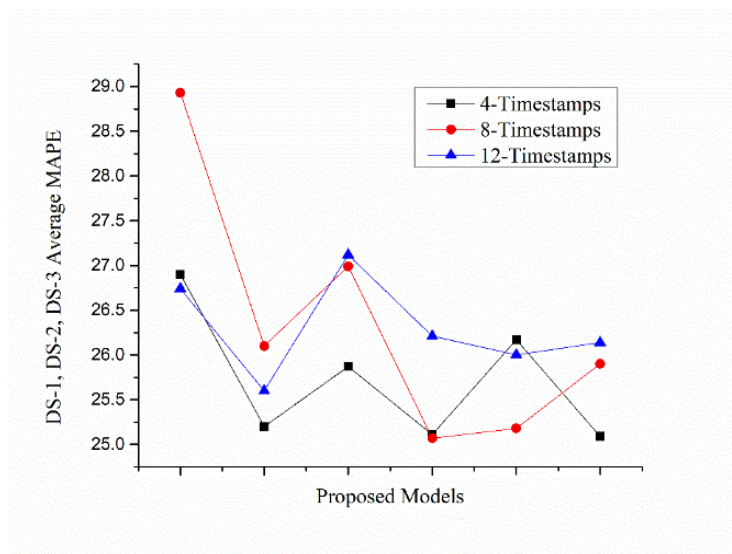 29.0
28.5
28.0
27.5
27.0
26.5
26.0
25.5
25.0
DS-1, DS-2, DS-3 Average MAPE
4-Timestamps
8-Timestamps
12-Timestamps
Proposed Models